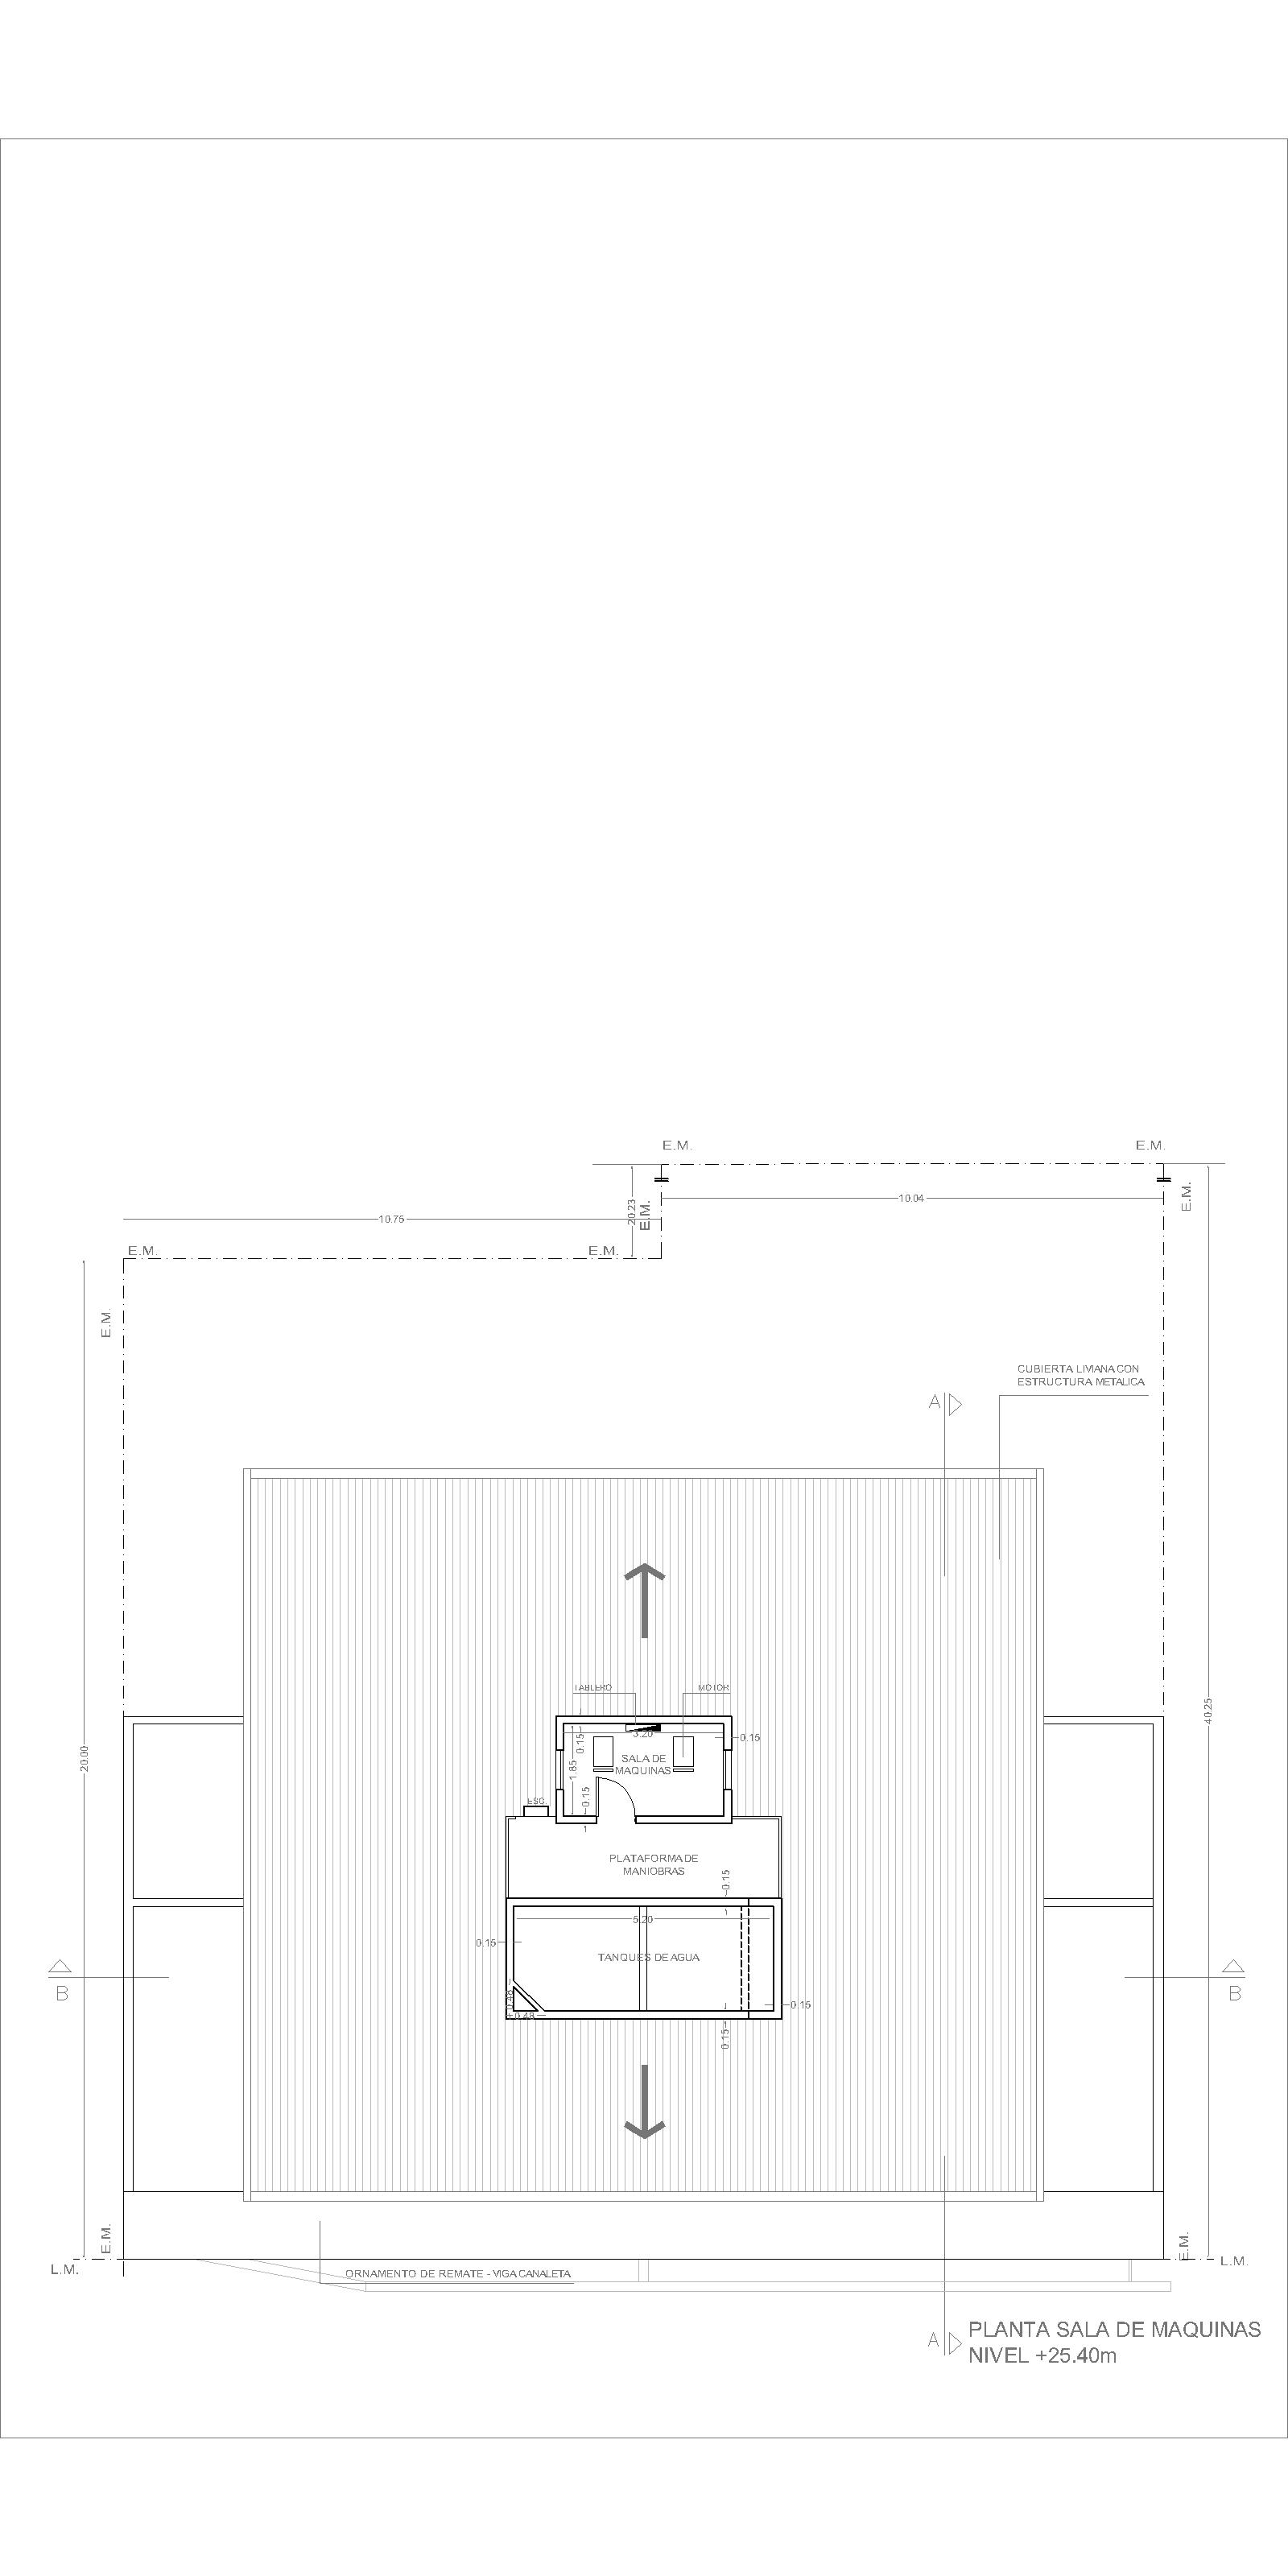 E.M.
E.M.
20.23
E.M.
10.04
E.M.
10.75
E.M.
E.M.
E.M.
CUBIERTA LIVIANA CON
ESTRUCTURA METALICA
A
TABLERO
MOTOR
40.25
3.20
0.15
0.15
SALA DE
MAQUINAS
1.85
20.00
0.15
ESC.
1
PLATAFORMA DE
MANIOBRAS
0.15
5.20
0.15
TANQUES DE AGUA
B
B
0.48
0.15
0.48
0.15
E.M.
E.M.
L.M.
L.M.
ORNAMENTO DE REMATE - VIGA CANALETA
A
PLANTA SALA DE MAQUINAS
NIVEL +25.40m